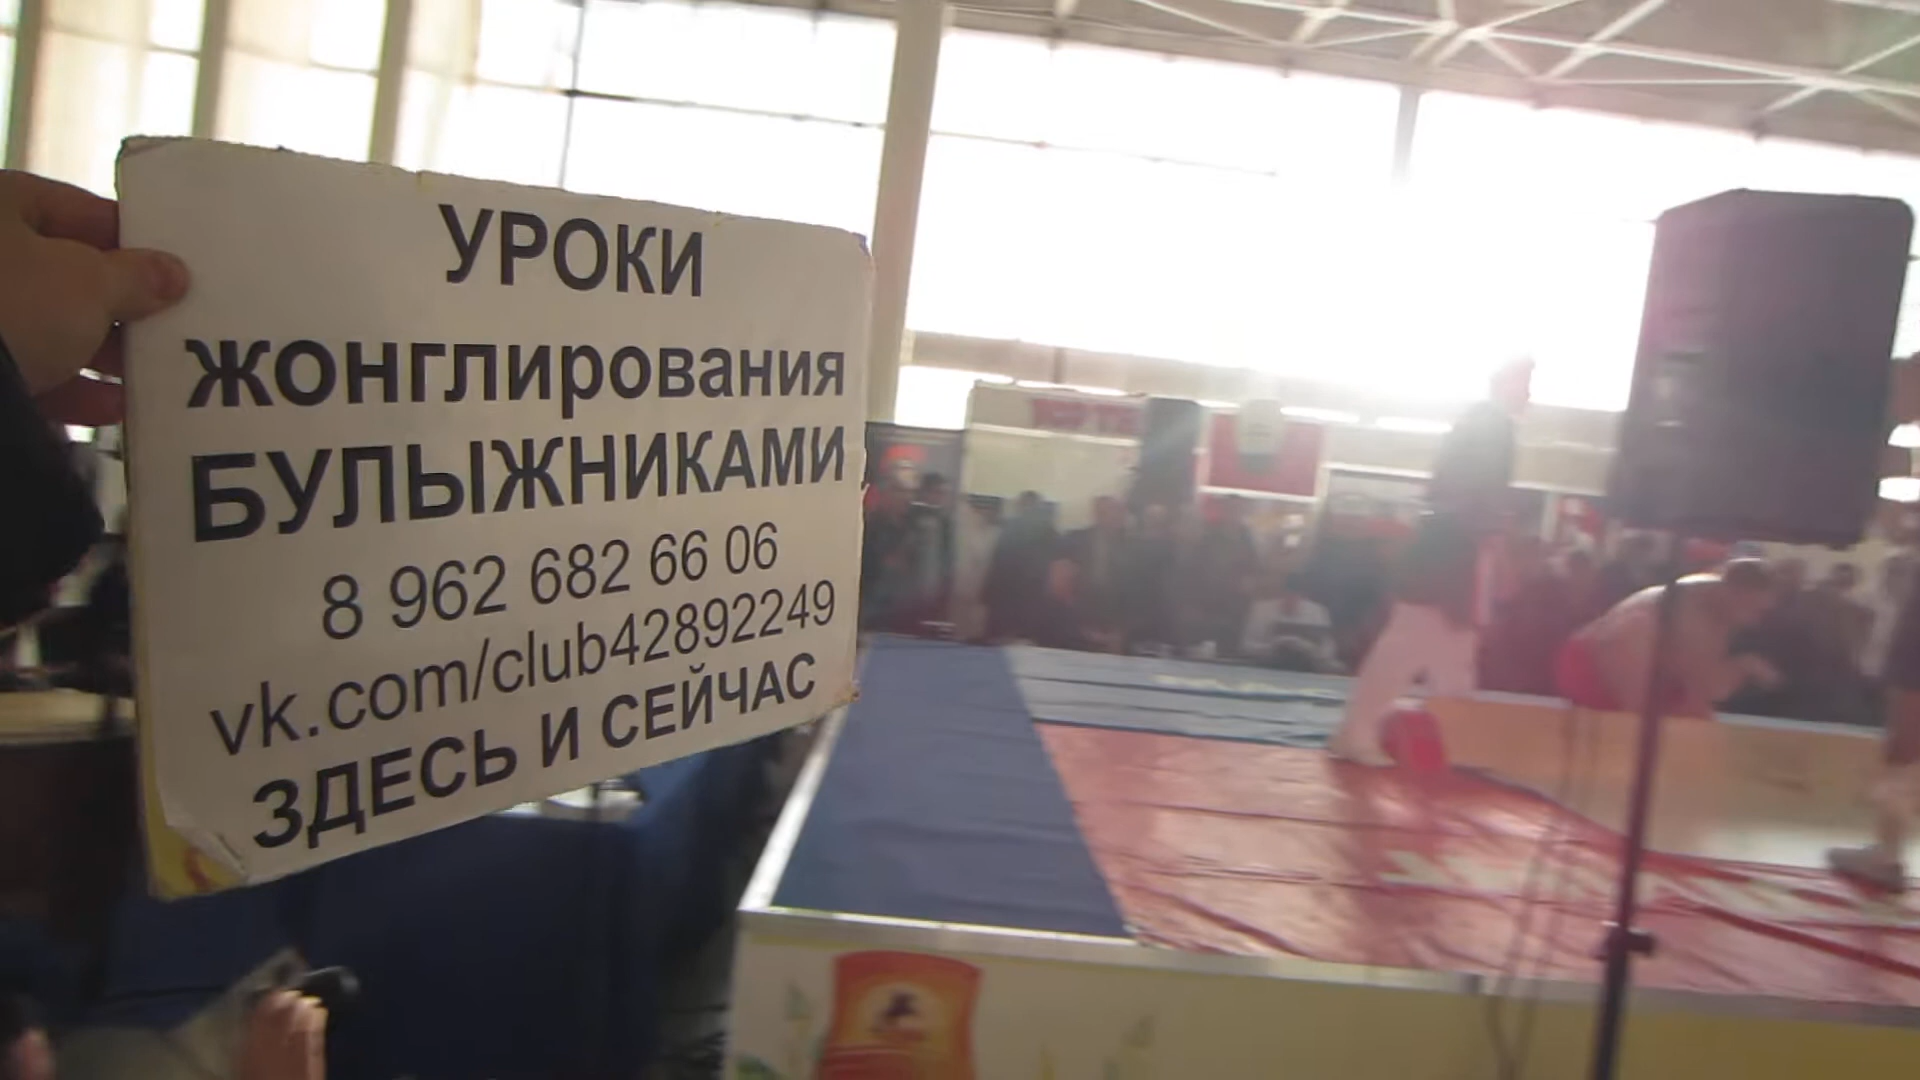 УРОКИ
жонглирования
БУЛЫЖНИКАМИ
8 962 682 66 06
vk.com/club42892249
ЗДЕСЬ И СЕЙЧАС